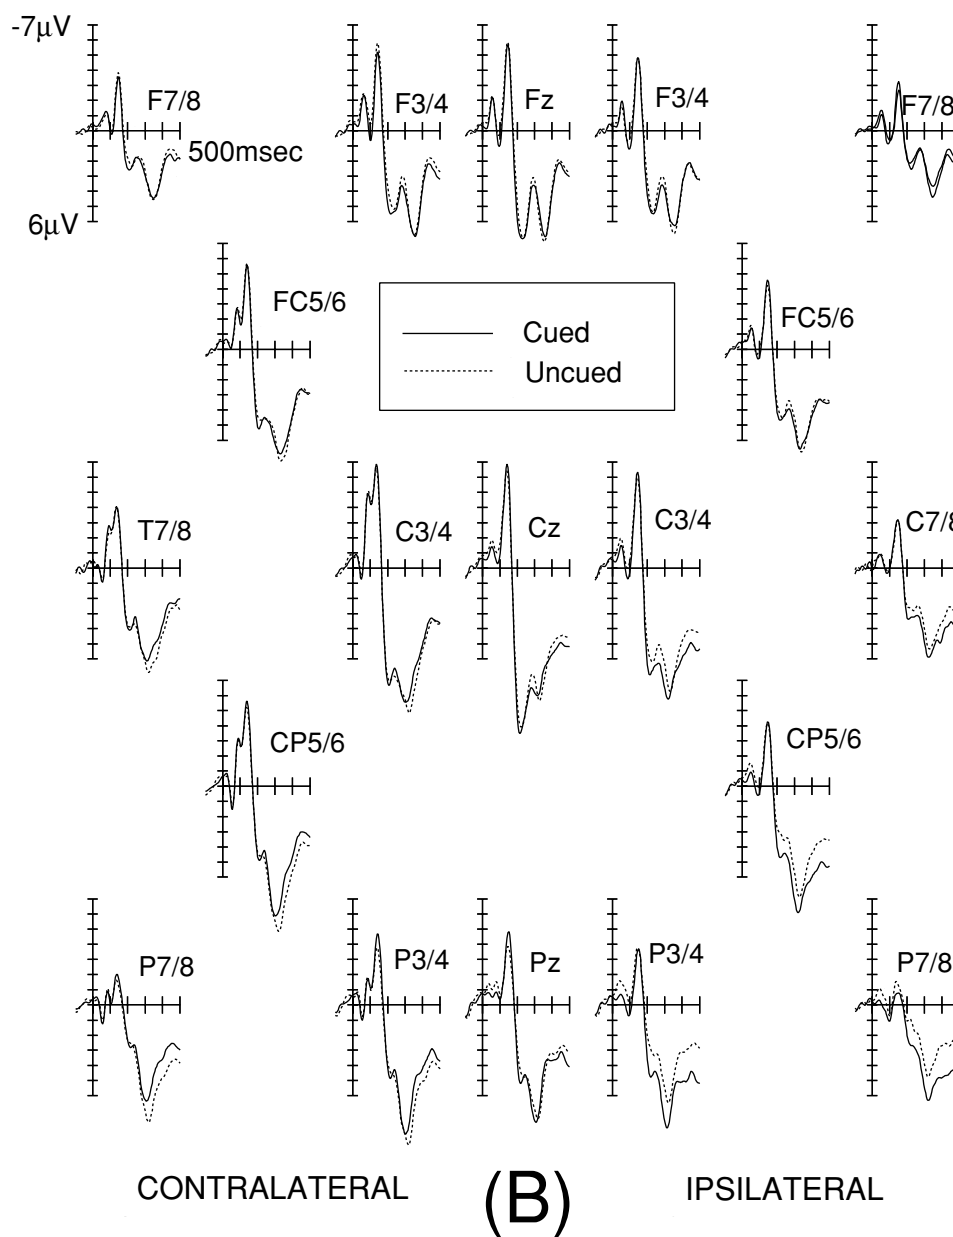 -7μV
F7/8
F3/4
Fz
F3/4
F7/8
500msec
6μV
FC5/6
FC5/6
Cued
Uncued
T7/8
C3/4
Cz
C3/4
C7/8
CP5/6
CP5/6
P7/8
P3/4
Pz
P3/4
P7/8
CONTRALATERAL
(B)
IPSILATERAL